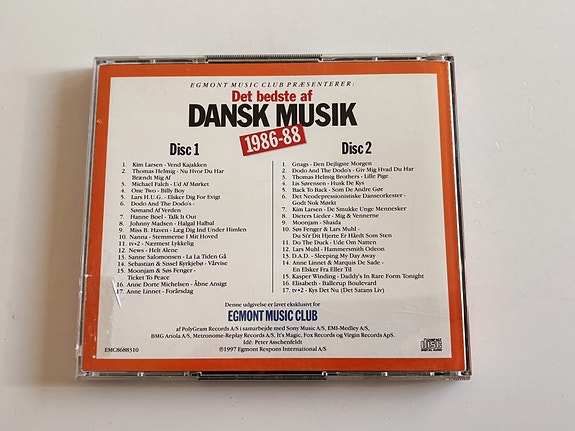 EGMONT MUSIC CLUB PRÆSENTERER:
Det bedste af
DANSK MUSIK
1986-88
Disc 1
1. Kim Larsen - Vend Kajakken
2. Thomas Helmig - Nu Hvor Du Har
Brændt Mig Af
3. Michael Falch - Ud Af Mørket
4. One Two - Billy Boy
5. Lars H.U.G. - Elsker Dig For Evigt
6. Dodo And The Dodo's -
Sømand Af Verden
7. Hanne Boel - Talk It Out
8. Johnny Madsen - Halgal Halbal
9. Miss B. Haven - Læg Dig Ind Under Himlen
10. Nanna - Stemmerne I Mit Hoved
11. tv•2 - Nærmest Lykkelig
12. News - Helt Alene
13. Sanne Salomonsen - La La Tiden Gå
14. Sebastian & Sissel Kyrkjebø - Vårvise
15. Moonjam & Søs Fenger -
Ticket To Peace
16. Anne Dorte Michelsen - Åbne Ansigt
17. Anne Linnet - Forårsdag
Disc 2
1. Gnags - Den Dejligste Morgen
2. Dodo And The Dodo's - Giv Mig Hvad Du Har
3. Thomas Helmig Brothers - Lille Pige
4. Lis Sørensen - Husk De Kys
5. Back To Back - Som De Andre Gør
6. Det Neodepressionistiske Danseorkester -
Godt Nok Mørkt
7. Kim Larsen - De Smukke Unge Mennesker
8. Dieters Lieder - Mig & Vennerne
9. Moonjam - Shaida
10. Søs Fenger & Lars Muhl -
Du Si'r Dit Hjerte Er Hårdt Som Sten
11. Do The Duck - Ude Om Natten
12. Lars Muhl - Hammersmith Odeon
13. D.A.D. - Sleeping My Day Away
14. Anne Linnet & Marquis De Sade -
En Elsker Fra Eller Til
15. Kasper Winding - Daddy's In Rare Form Tonight
16. Elisabeth - Ballerup Boulevard
17. tv•2 - Kys Det Nu (Det Satans Liv)
Denne udgivelse er lavet eksklusivt for
EGMONT MUSIC CLUB
af PolyGram Records A/S i samarbejde med Sony Music A/S, EMI-Medley A/S,
BMG Ariola A/S, Metronome-Replay Records A/S, It's Magic, Fox Records og Virgin Records ApS.
Idé: Peter Asschenfeldt
℗1997 Egmont Respons International A/S
EMC8688510
COMPACT
disc
DIGITAL AUDIO